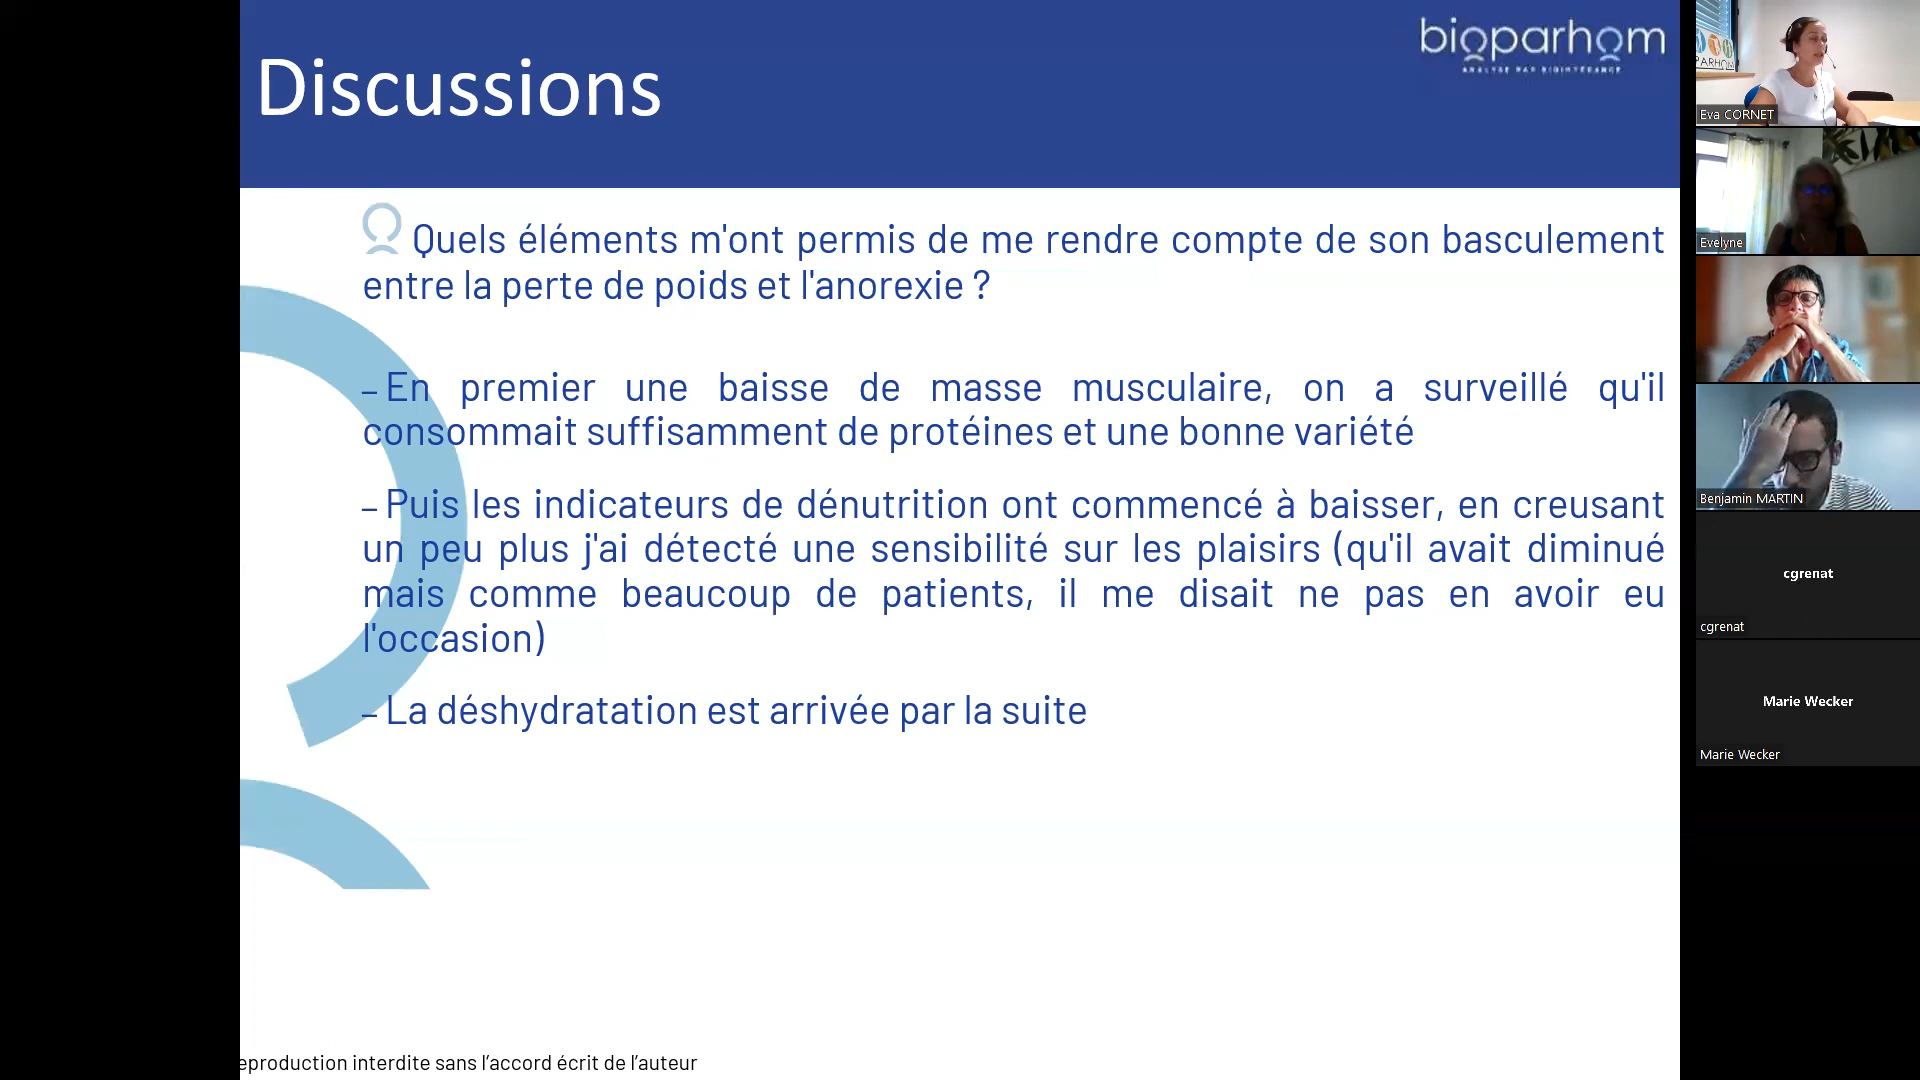 Discussions
bioparhom
ANALYSE PAR BIOIMPÉDANCE
Quels éléments m'ont permis de me rendre compte de son basculement
entre la perte de poids et l'anorexie ?
– En premier une baisse de masse musculaire, on a surveillé qu'il
consommait suffisamment de protéines et une bonne variété
– Puis les indicateurs de dénutrition ont commencé à baisser, en creusant
un peu plus j'ai détecté une sensibilité sur les plaisirs (qu'il avait diminué
mais comme beaucoup de patients, il me disait ne pas en avoir eu
l'occasion)
– La déshydratation est arrivée par la suite
eproduction interdite sans l’accord écrit de l’auteur
PARHOM
Eva CORNET
Evelyne
Benjamin MARTIN
cgrenat
cgrenat
Marie Wecker
Marie Wecker